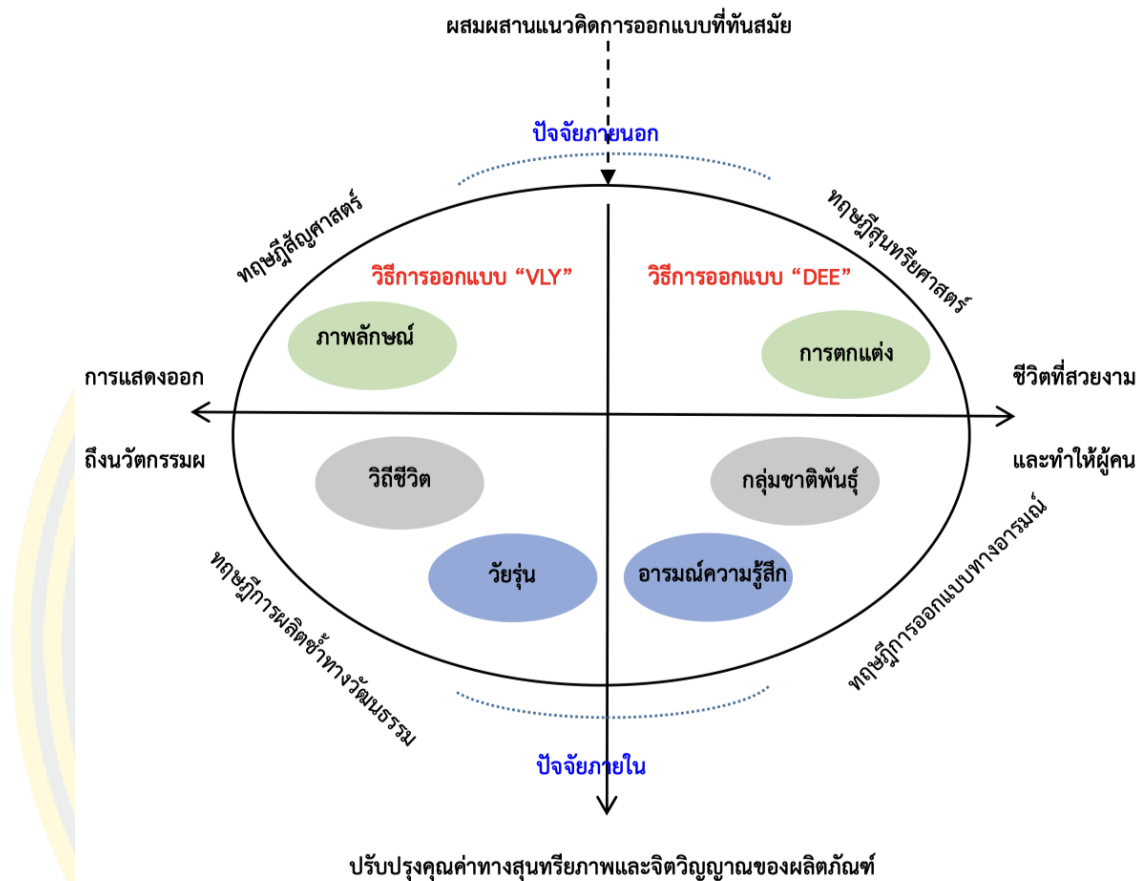 ผสมผสานแนวคิดการออกแบบที่ทันสมัย
ปัจจัยภายนอก
ทฤษฎีสัญศาสตร์
ทฤษฎีสุนทรียศาสตร์
วิธีการออกแบบ “VLY”
วิธีการออกแบบ “DEE”
ภาพลักษณ์
การตกแต่ง
การแสดงออก
ชีวิตที่สวยงาม
ถึงนวัตกรรมผ
และทำให้ผู้คน
วิถีชีวิต
กลุ่มชาติพันธุ์
วัยรุ่น
อารมณ์ความรู้สึก
ทฤษฎีการผลิตซ้ำทางวัฒนธรรม
ทฤษฎีการออกแบบทางอารมณ์
ปัจจัยภายใน
ปรับปรุงคุณค่าทางสุนทรียภาพและจิตวิญญาณของผลิตภัณฑ์